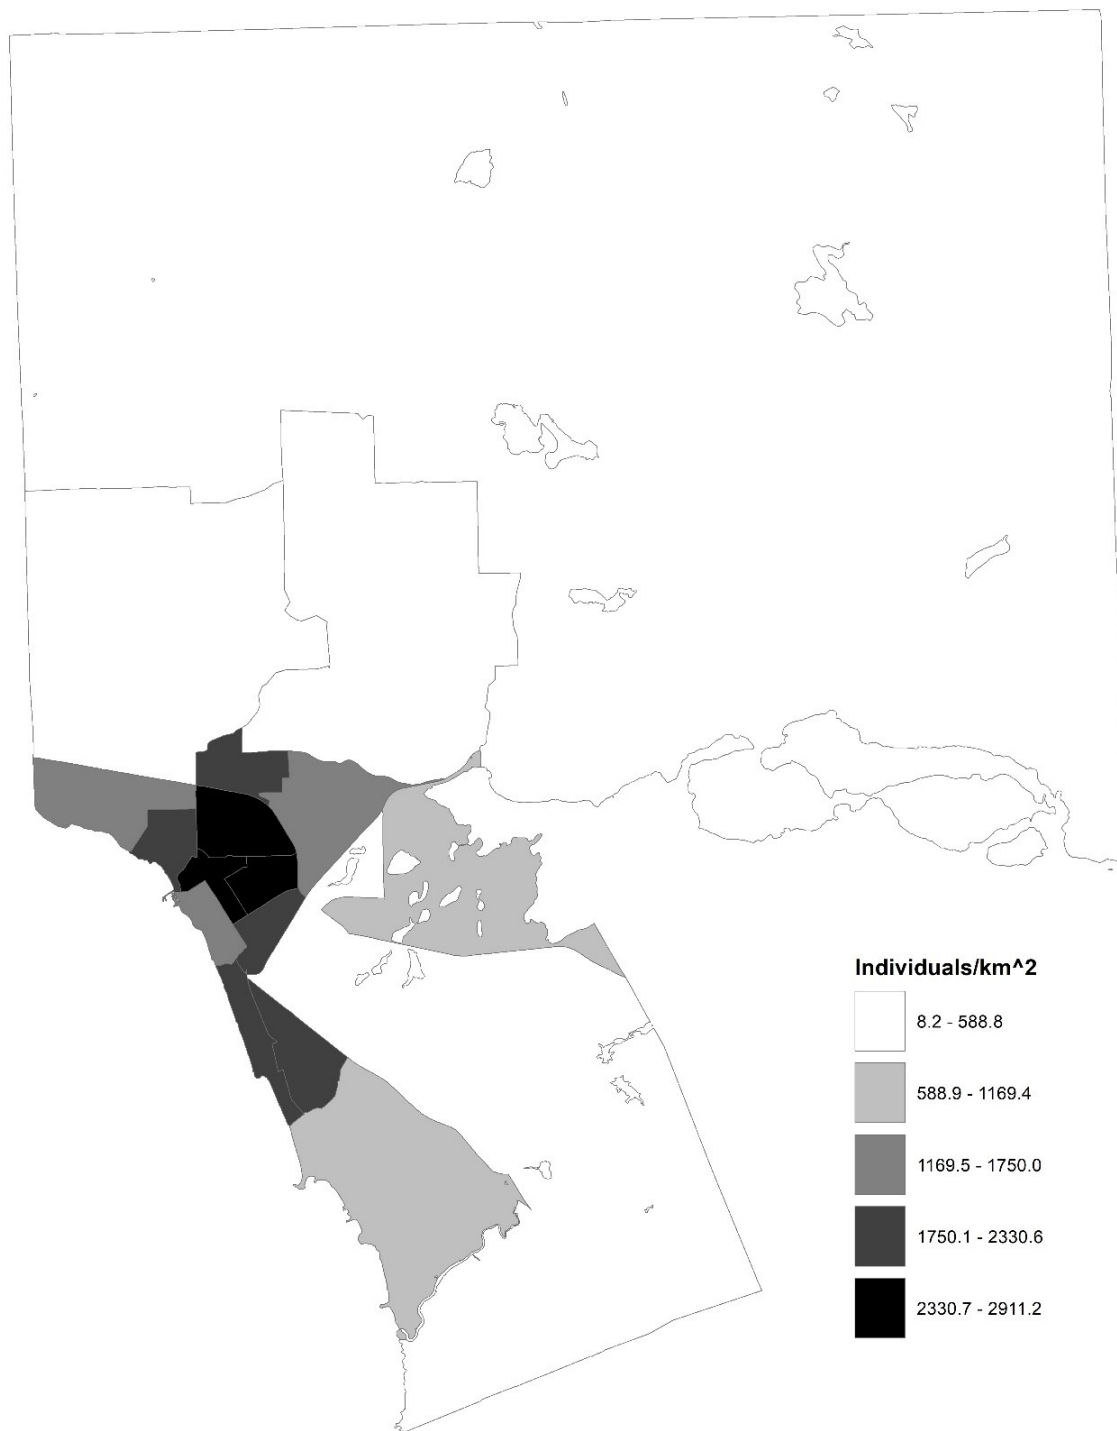 Individuals/km^2
8.2 - 588.8
588.9 - 1169.4
1169.5 - 1750.0
1750.1 - 2330.6
2330.7 - 2911.2